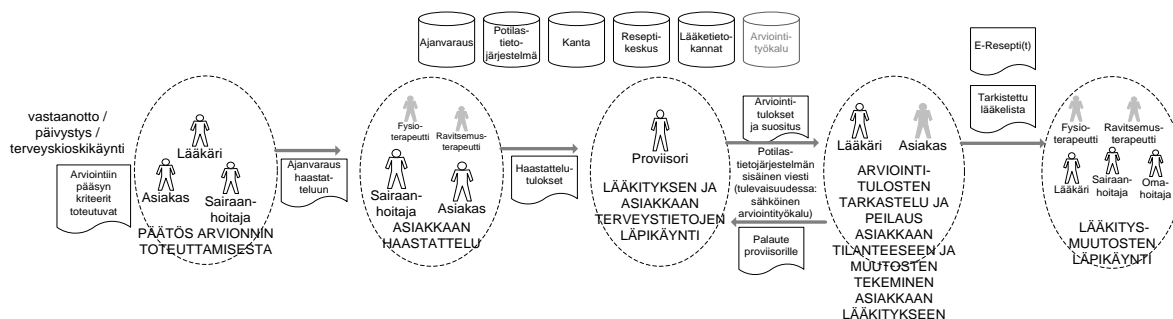 Ajanvaraus
Potilas-
tieto-
järjestelmä
Kanta
Resepti-
keskus
Lääketieto-
kannat
Arviointi-
työkalu
vastaanotto /
päivystys /
terveyskioskikäynti
Arviointiin
pääsyn
kriteerit
toteutuvat
Lääkäri
Asiakas
Sairaan-
hoitaja
PÄÄTÖS ARVIONNIN
TOTEUTTAMISESTA
Ajanvaraus
haastat-
teluun
Fysio-
terapeutti
Ravitsemus-
terapeutti
Sairaan-
hoitaja
Asiakas
ASIAKKAAN
HAASTATTELU
Haastattelu-
tulokset
Proviisori
LÄÄKITYKSEN JA
ASIAKKAAN
TERVEYSTIETOJEN
LÄPIKÄYNTI
Arviointi-
tulokset
ja suositus
Potilas-
tietojärjestelmän
sisäinen viesti
(tulevaisuudessa:
sähköinen
arviointityökalu)
Palaute
proviisorille
Lääkäri
Asiakas
ARVIOINTI-
TULOSTEN
TARKASTELU JA
PEILAUS
ASIAKKAAN
TILANTEESEEN JA
MUUTOSTEN
TEKEMINEN
ASIAKKAAN
LÄÄKITYKSEEN
E-Resepti(t)
Tarkistettu
lääkelista
Fysio-
terapeutti
Ravitsemus-
terapeutti
Lääkäri
Sairaan-
hoitaja
Oma-
hoitaja
LÄÄKITYS-
MUUTOSTEN
LÄPIKÄYNTI